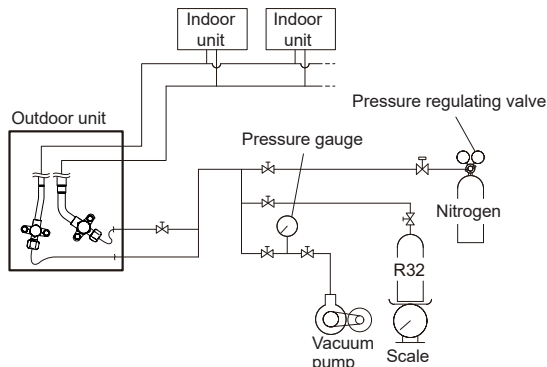 Indoor
unit
Indoor
unit
Outdoor unit
Pressure gauge
Pressure regulating valve
Nitrogen
R32
Vacuum
pump
Scale